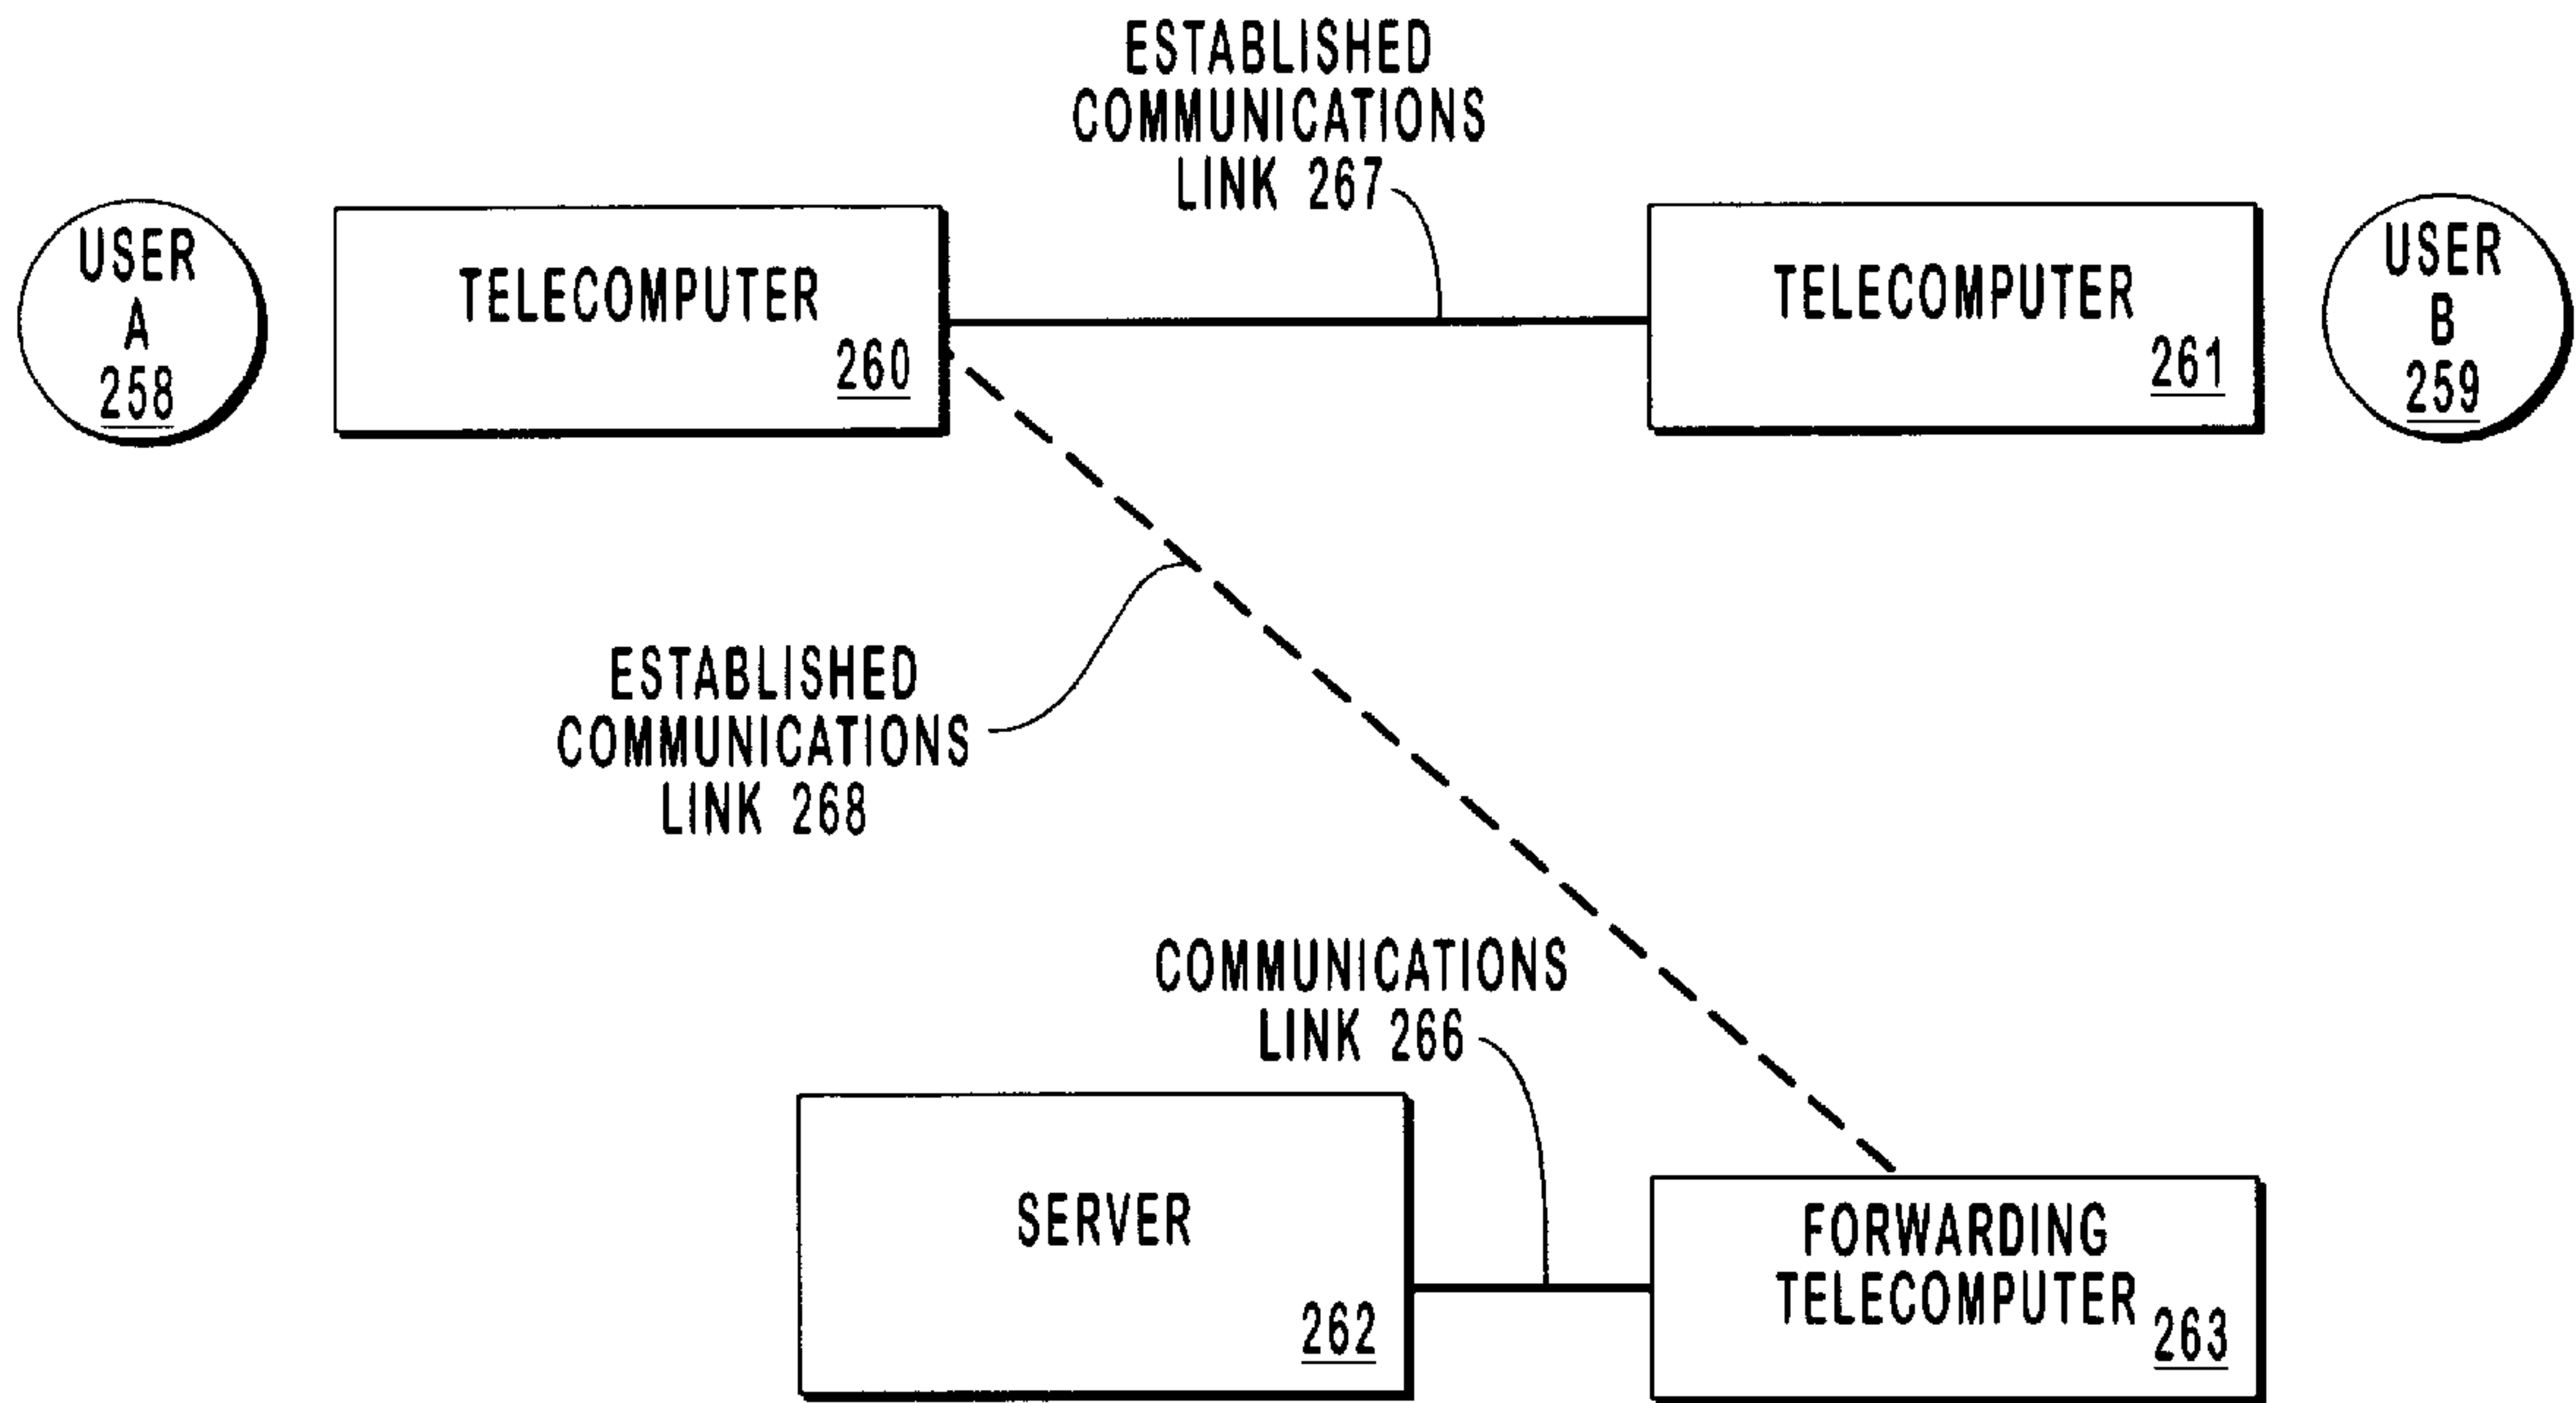 ESTABLISHED
COMMUNICATIONS
LINK 267
USER
A
258
TELECOMPUTER
260
TELECOMPUTER
261
USER
B
259
ESTABLISHED
COMMUNICATIONS
LINK 268
COMMUNICATIONS
LINK 266
SERVER
262
FORWARDING
TELECOMPUTER
263